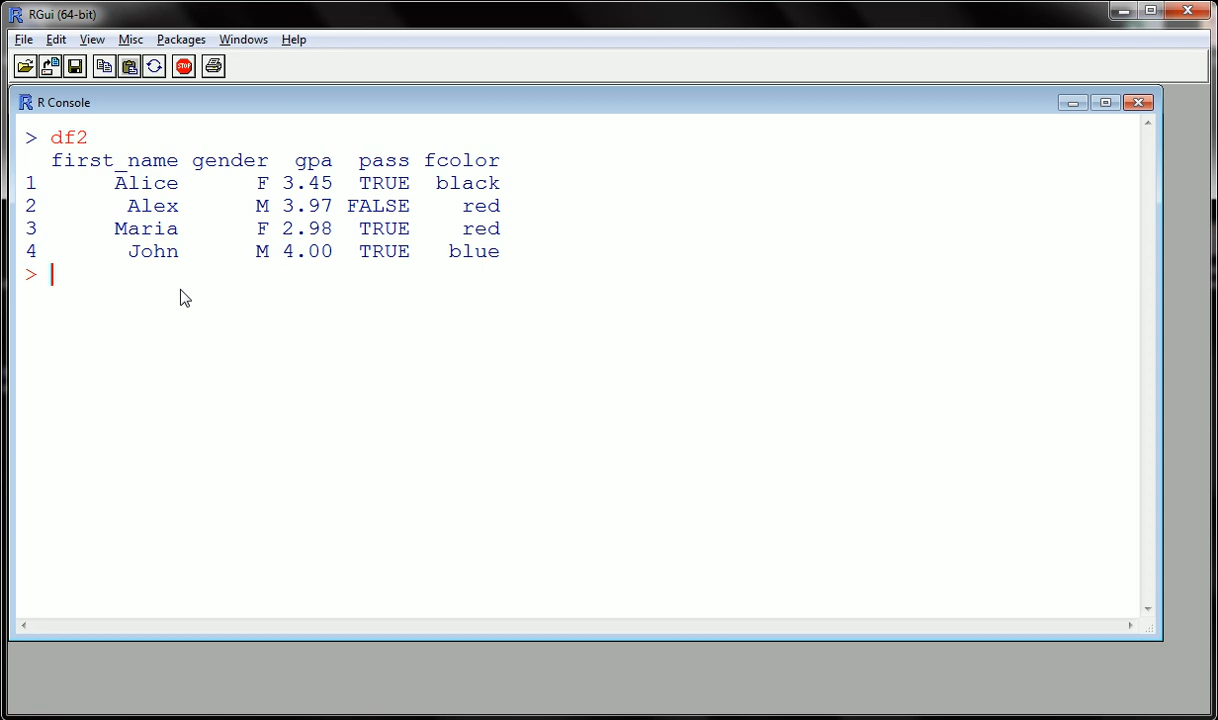 RGui (64-bit)
File Edit View Misc Packages Windows Help
STOP
R Console
> df2
  first_name gender  gpa  pass fcolor
1      Alice      F 3.45  TRUE  black
2       Alex      M 3.97 FALSE    red
3      Maria      F 2.98  TRUE    red
4       John      M 4.00  TRUE   blue
>